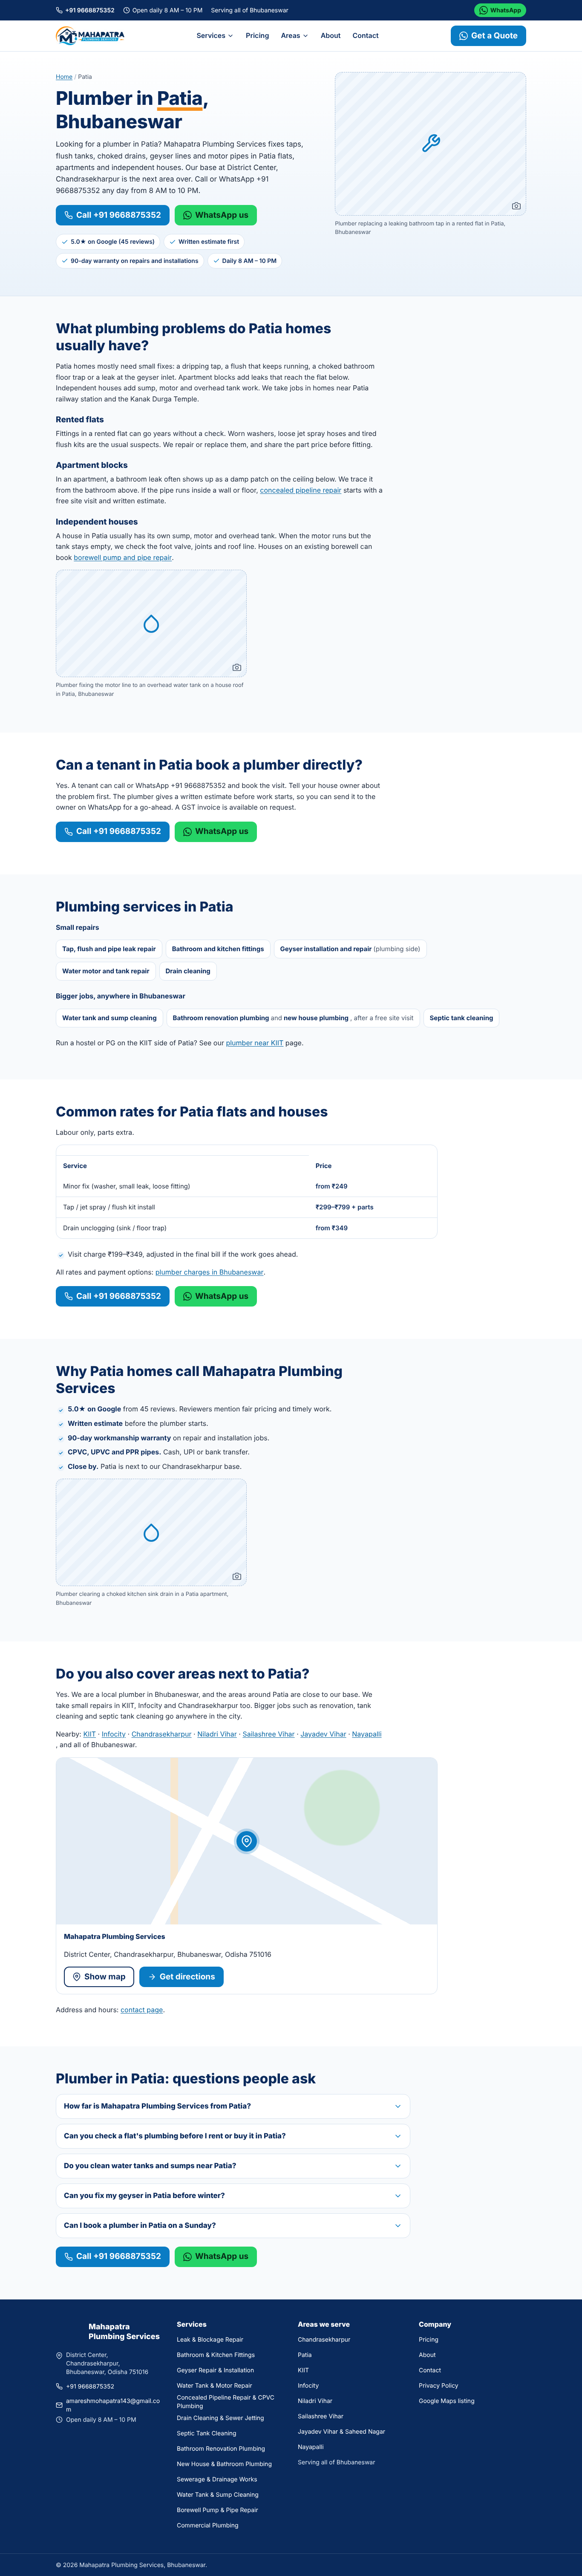 +91 9668875352 Open daily 8 AM – 10 PM Serving all of Bhubaneswar WhatsApp
MAHAPATRA
PLUMBING SERVICES
Services Pricing Areas About Contact Get a Quote
Home / Patia
Plumber in Patia,
Bhubaneswar
Looking for a plumber in Patia? Mahapatra Plumbing Services fixes taps,
flush tanks, choked drains, geyser lines and motor pipes in Patia flats,
apartments and independent houses. Our base at District Center,
Chandrasekharpur is the next area over. Call or WhatsApp +91
9668875352 any day from 8 AM to 10 PM.
Call +91 9668875352 WhatsApp us
5.0★ on Google (45 reviews) Written estimate first
90-day warranty on repairs and installations Daily 8 AM – 10 PM
Plumber replacing a leaking bathroom tap in a rented flat in Patia,
Bhubaneswar
What plumbing problems do Patia homes
usually have?
Patia homes mostly need small fixes: a dripping tap, a flush that keeps running, a choked bathroom
floor trap or a leak at the geyser inlet. Apartment blocks add leaks that reach the flat below.
Independent houses add sump, motor and overhead tank work. We take jobs in homes near Patia
railway station and the Kanak Durga Temple.
Rented flats
Fittings in a rented flat can go years without a check. Worn washers, loose jet spray hoses and tired
flush kits are the usual suspects. We repair or replace them, and share the part price before fitting.
Apartment blocks
In an apartment, a bathroom leak often shows up as a damp patch on the ceiling below. We trace it
from the bathroom above. If the pipe runs inside a wall or floor, concealed pipeline repair starts with a
free site visit and written estimate.
Independent houses
A house in Patia usually has its own sump, motor and overhead tank. When the motor runs but the
tank stays empty, we check the foot valve, joints and roof line. Houses on an existing borewell can
book borewell pump and pipe repair.
Plumber fixing the motor line to an overhead water tank on a house roof
in Patia, Bhubaneswar
Can a tenant in Patia book a plumber directly?
Yes. A tenant can call or WhatsApp +91 9668875352 and book the visit. Tell your house owner about
the problem first. The plumber gives a written estimate before work starts, so you can send it to the
owner on WhatsApp for a go-ahead. A GST invoice is available on request.
Call +91 9668875352 WhatsApp us
Plumbing services in Patia
Small repairs
Tap, flush and pipe leak repair Bathroom and kitchen fittings Geyser installation and repair (plumbing side)
Water motor and tank repair Drain cleaning
Bigger jobs, anywhere in Bhubaneswar
Water tank and sump cleaning Bathroom renovation plumbing and new house plumbing , after a free site visit Septic tank cleaning
Run a hostel or PG on the KIIT side of Patia? See our plumber near KIIT page.
Common rates for Patia flats and houses
Labour only, parts extra.
Service Price
Minor fix (washer, small leak, loose fitting) from ₹249
Tap / jet spray / flush kit install ₹299–₹799 + parts
Drain unclogging (sink / floor trap) from ₹349
Visit charge ₹199–₹349, adjusted in the final bill if the work goes ahead.
All rates and payment options: plumber charges in Bhubaneswar.
Call +91 9668875352 WhatsApp us
Why Patia homes call Mahapatra Plumbing
Services
5.0★ on Google from 45 reviews. Reviewers mention fair pricing and timely work.
Written estimate before the plumber starts.
90-day workmanship warranty on repair and installation jobs.
CPVC, UPVC and PPR pipes. Cash, UPI or bank transfer.
Close by. Patia is next to our Chandrasekharpur base.
Plumber clearing a choked kitchen sink drain in a Patia apartment,
Bhubaneswar
Do you also cover areas next to Patia?
Yes. We are a local plumber in Bhubaneswar, and the areas around Patia are close to our base. We
take small repairs in KIIT, Infocity and Chandrasekharpur too. Bigger jobs such as renovation, tank
cleaning and septic tank cleaning go anywhere in the city.
Nearby: KIIT · Infocity · Chandrasekharpur · Niladri Vihar · Sailashree Vihar · Jayadev Vihar · Nayapalli
, and all of Bhubaneswar.
Mahapatra Plumbing Services
District Center, Chandrasekharpur, Bhubaneswar, Odisha 751016
Show map Get directions
Address and hours: contact page.
Plumber in Patia: questions people ask
How far is Mahapatra Plumbing Services from Patia?
Can you check a flat's plumbing before I rent or buy it in Patia?
Do you clean water tanks and sumps near Patia?
Can you fix my geyser in Patia before winter?
Can I book a plumber in Patia on a Sunday?
Call +91 9668875352 WhatsApp us
Mahapatra
Plumbing Services
District Center,
Chandrasekharpur,
Bhubaneswar, Odisha 751016
+91 9668875352
amareshmohapatra143@gmail.co
m
Open daily 8 AM – 10 PM
Services
Leak & Blockage Repair
Bathroom & Kitchen Fittings
Geyser Repair & Installation
Water Tank & Motor Repair
Concealed Pipeline Repair & CPVC
Plumbing
Drain Cleaning & Sewer Jetting
Septic Tank Cleaning
Bathroom Renovation Plumbing
New House & Bathroom Plumbing
Sewerage & Drainage Works
Water Tank & Sump Cleaning
Borewell Pump & Pipe Repair
Commercial Plumbing
Areas we serve
Chandrasekharpur
Patia
KIIT
Infocity
Niladri Vihar
Sailashree Vihar
Jayadev Vihar & Saheed Nagar
Nayapalli
Serving all of Bhubaneswar
Company
Pricing
About
Contact
Privacy Policy
Google Maps listing
© 2026 Mahapatra Plumbing Services, Bhubaneswar.